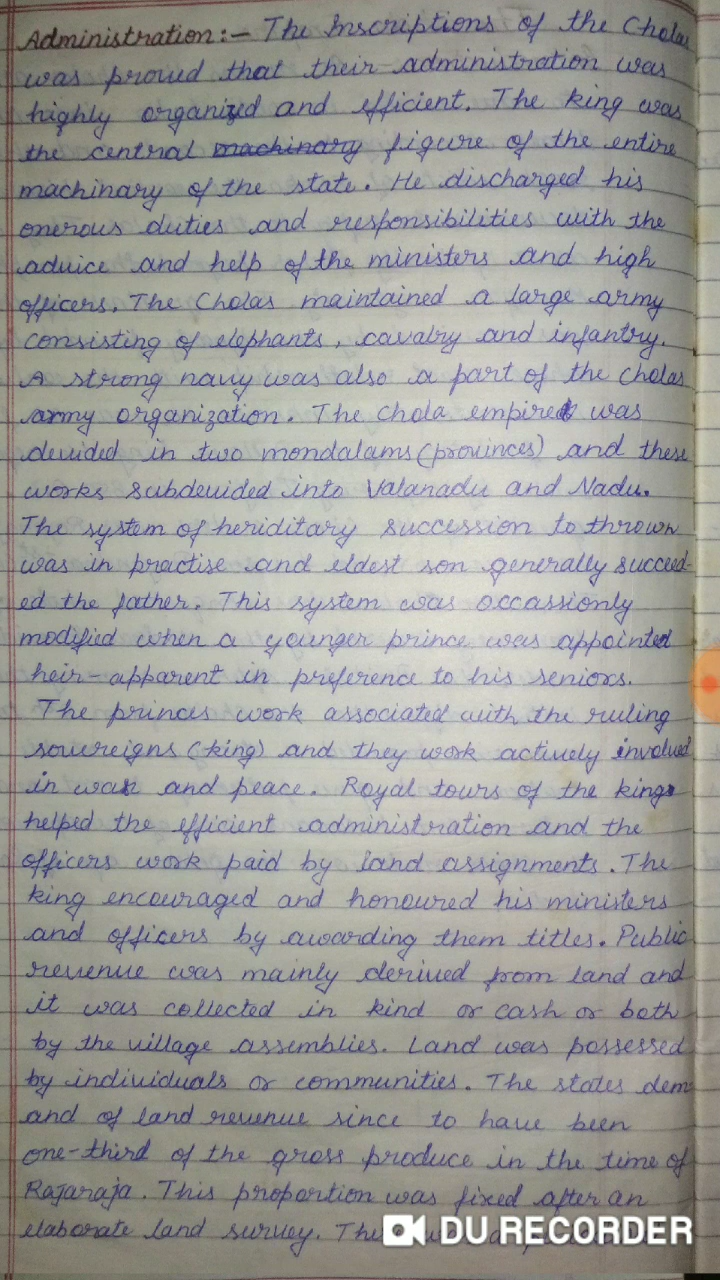 Administration:- The Inscriptions of the Cholas
was proved that their administration was
highly organized and efficient. The king was
the central machinary figure of the entire
machinary of the state. He discharged his
onerous duties and responsibilities with the
advice and help of the ministers and high
officers. The Cholas maintained a large army
consisting of elephants, cavalry and infantry.
A strong navy was also a part of the Cholas
army organization. The Chola empire was
devided in two mondalams (provinces) and these
works subdevided into Valanadu and Nadu.
The system of heriditary succession to thrown
was in practise and eldest son generally succeed-
ed the father. This system was occassionly
modified when a younger prince was appointed
heir-apparent in preference to his seniors.
The princes work associated with the ruling
sovereigns (king) and they work actively involved
in war and peace. Royal tours of the king
helped the efficient administration and the
officers work paid by land assignments. The
king encouraged and honoured his ministers
and officers by awarding them titles. Public
revenue was mainly derived from land and
it was collected in kind or cash or both
by the village assemblies. Land was possessed
by individuals or communities. The states dem
and of land revenue since to have been
one-third of the gross produce in the time of
Rajaraja. This proportion was fixed after an
elaborate land survey.
DU RECORDER